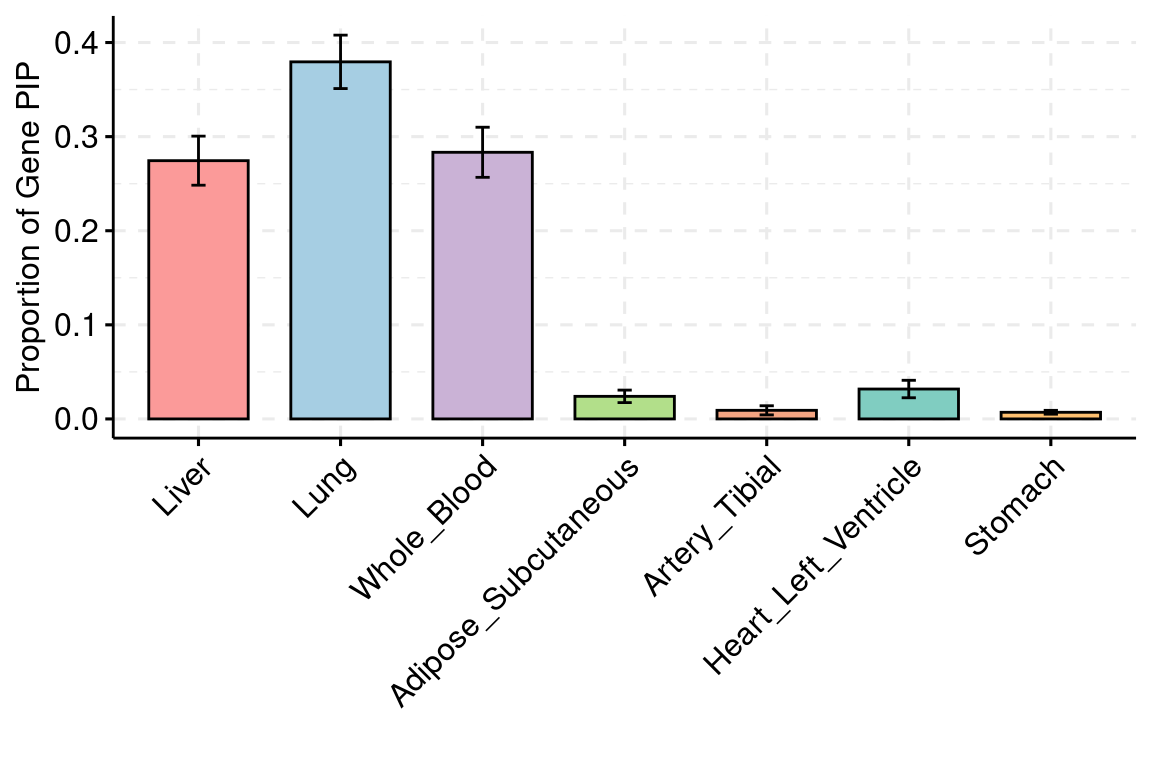 Proportion of Gene PIP
0.4
0.3
0.2
0.1
0.0
Liver
Lung
Whole_Blood
Adipose_Subcutaneous
Artery_Tibial
Heart_Left_Ventricle
Stomach